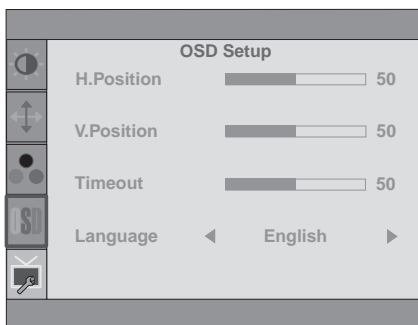 OSD Setup
H.Position 50
V.Position 50
Timeout 50
OSD
Language English